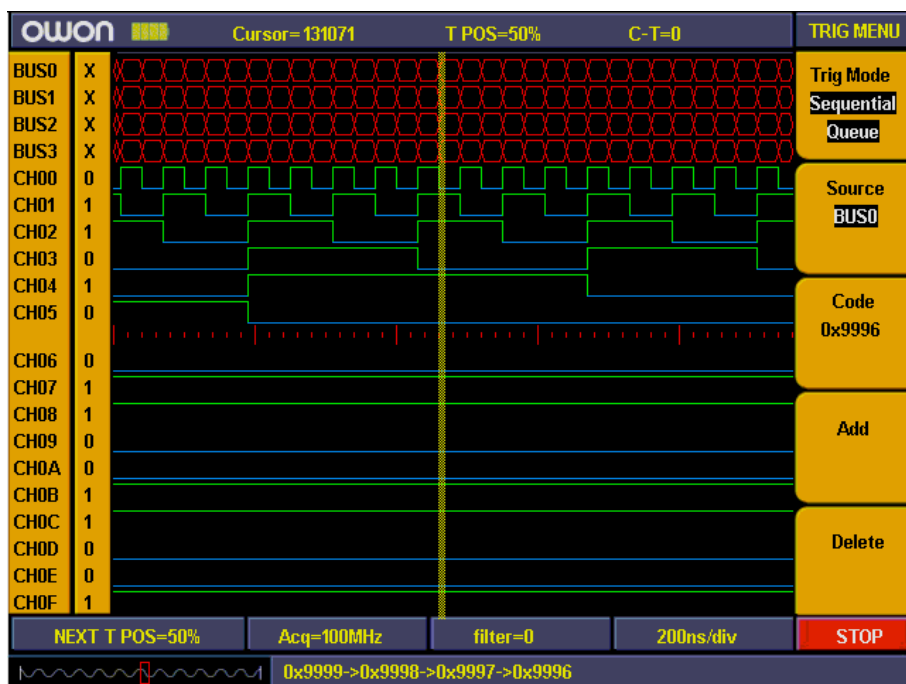 owon Cursor=131071 T POS=50% C-T=0 TRIG MENU
BUS0 X
BUS1 X
BUS2 X
BUS3 X
CH00 0
CH01 1
CH02 1
CH03 0
CH04 1
CH05 0
CH06 0
CH07 1
CH08 1
CH09 0
CH0A 0
CH0B 1
CH0C 1
CH0D 0
CH0E 0
CH0F 1
Trig Mode
Sequential
Queue
Source
BUS0
Code
0x9996
Add
Delete
NEXT T POS=50% Acq=100MHz filter=0 200ns/div STOP
0x9999->0x9998->0x9997->0x9996